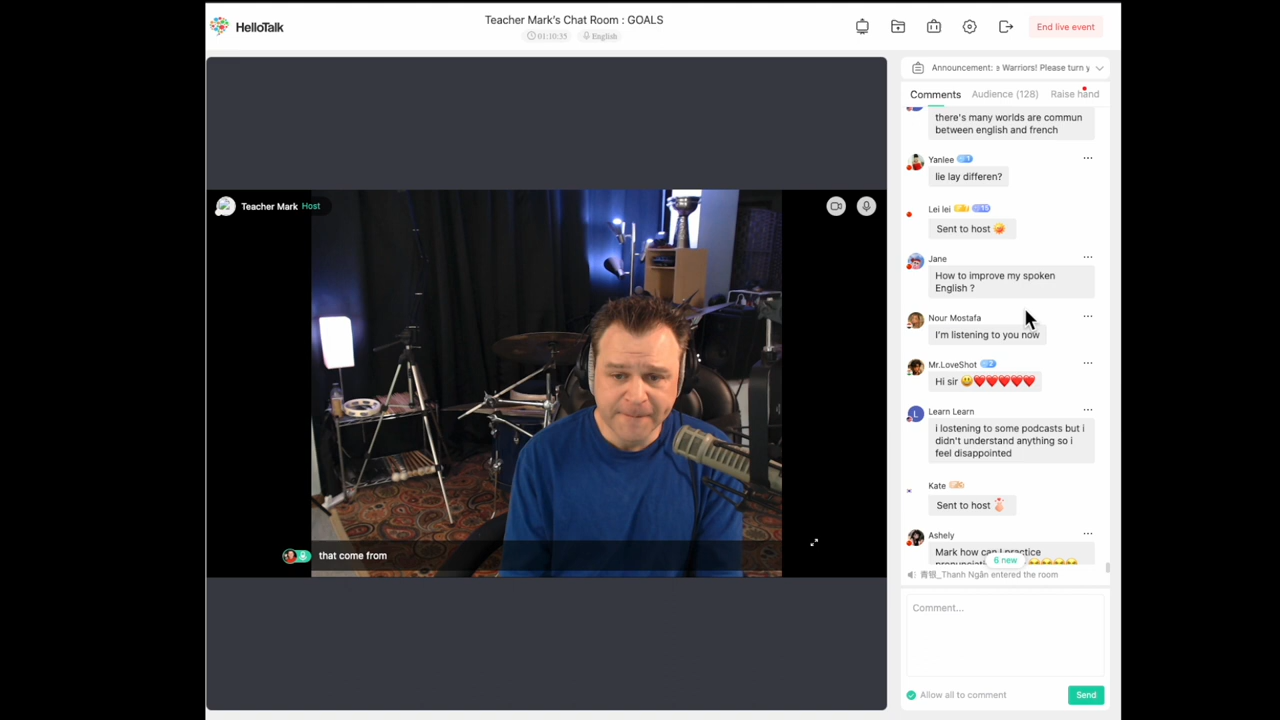 HelloTalk
Teacher Mark's Chat Room : GOALS
01:10:35
English
End live event
Announcement:
Warriors! Please turn y
Comments
Audience (128)
Raise hand
there's many worlds are commun
between english and french
Yanlee
1
lie lay differen?
Lei lei
15
Sent to host
Jane
How to improve my spoken
English ?
Nour Mostafa
I'm listening to you now
Mr.LoveShot
2
Hi sir 😃❤️❤️❤️❤️❤️
L
Learn Learn
i lostening to some podcasts but i
didn't understand anything so i
feel disappointed
Kate
Sent to host
Ashely
Mark how can I practice
6 new
_Thanh Ngân entered the room
Comment...
Allow all to comment
Send
Teacher Mark Host
that come from